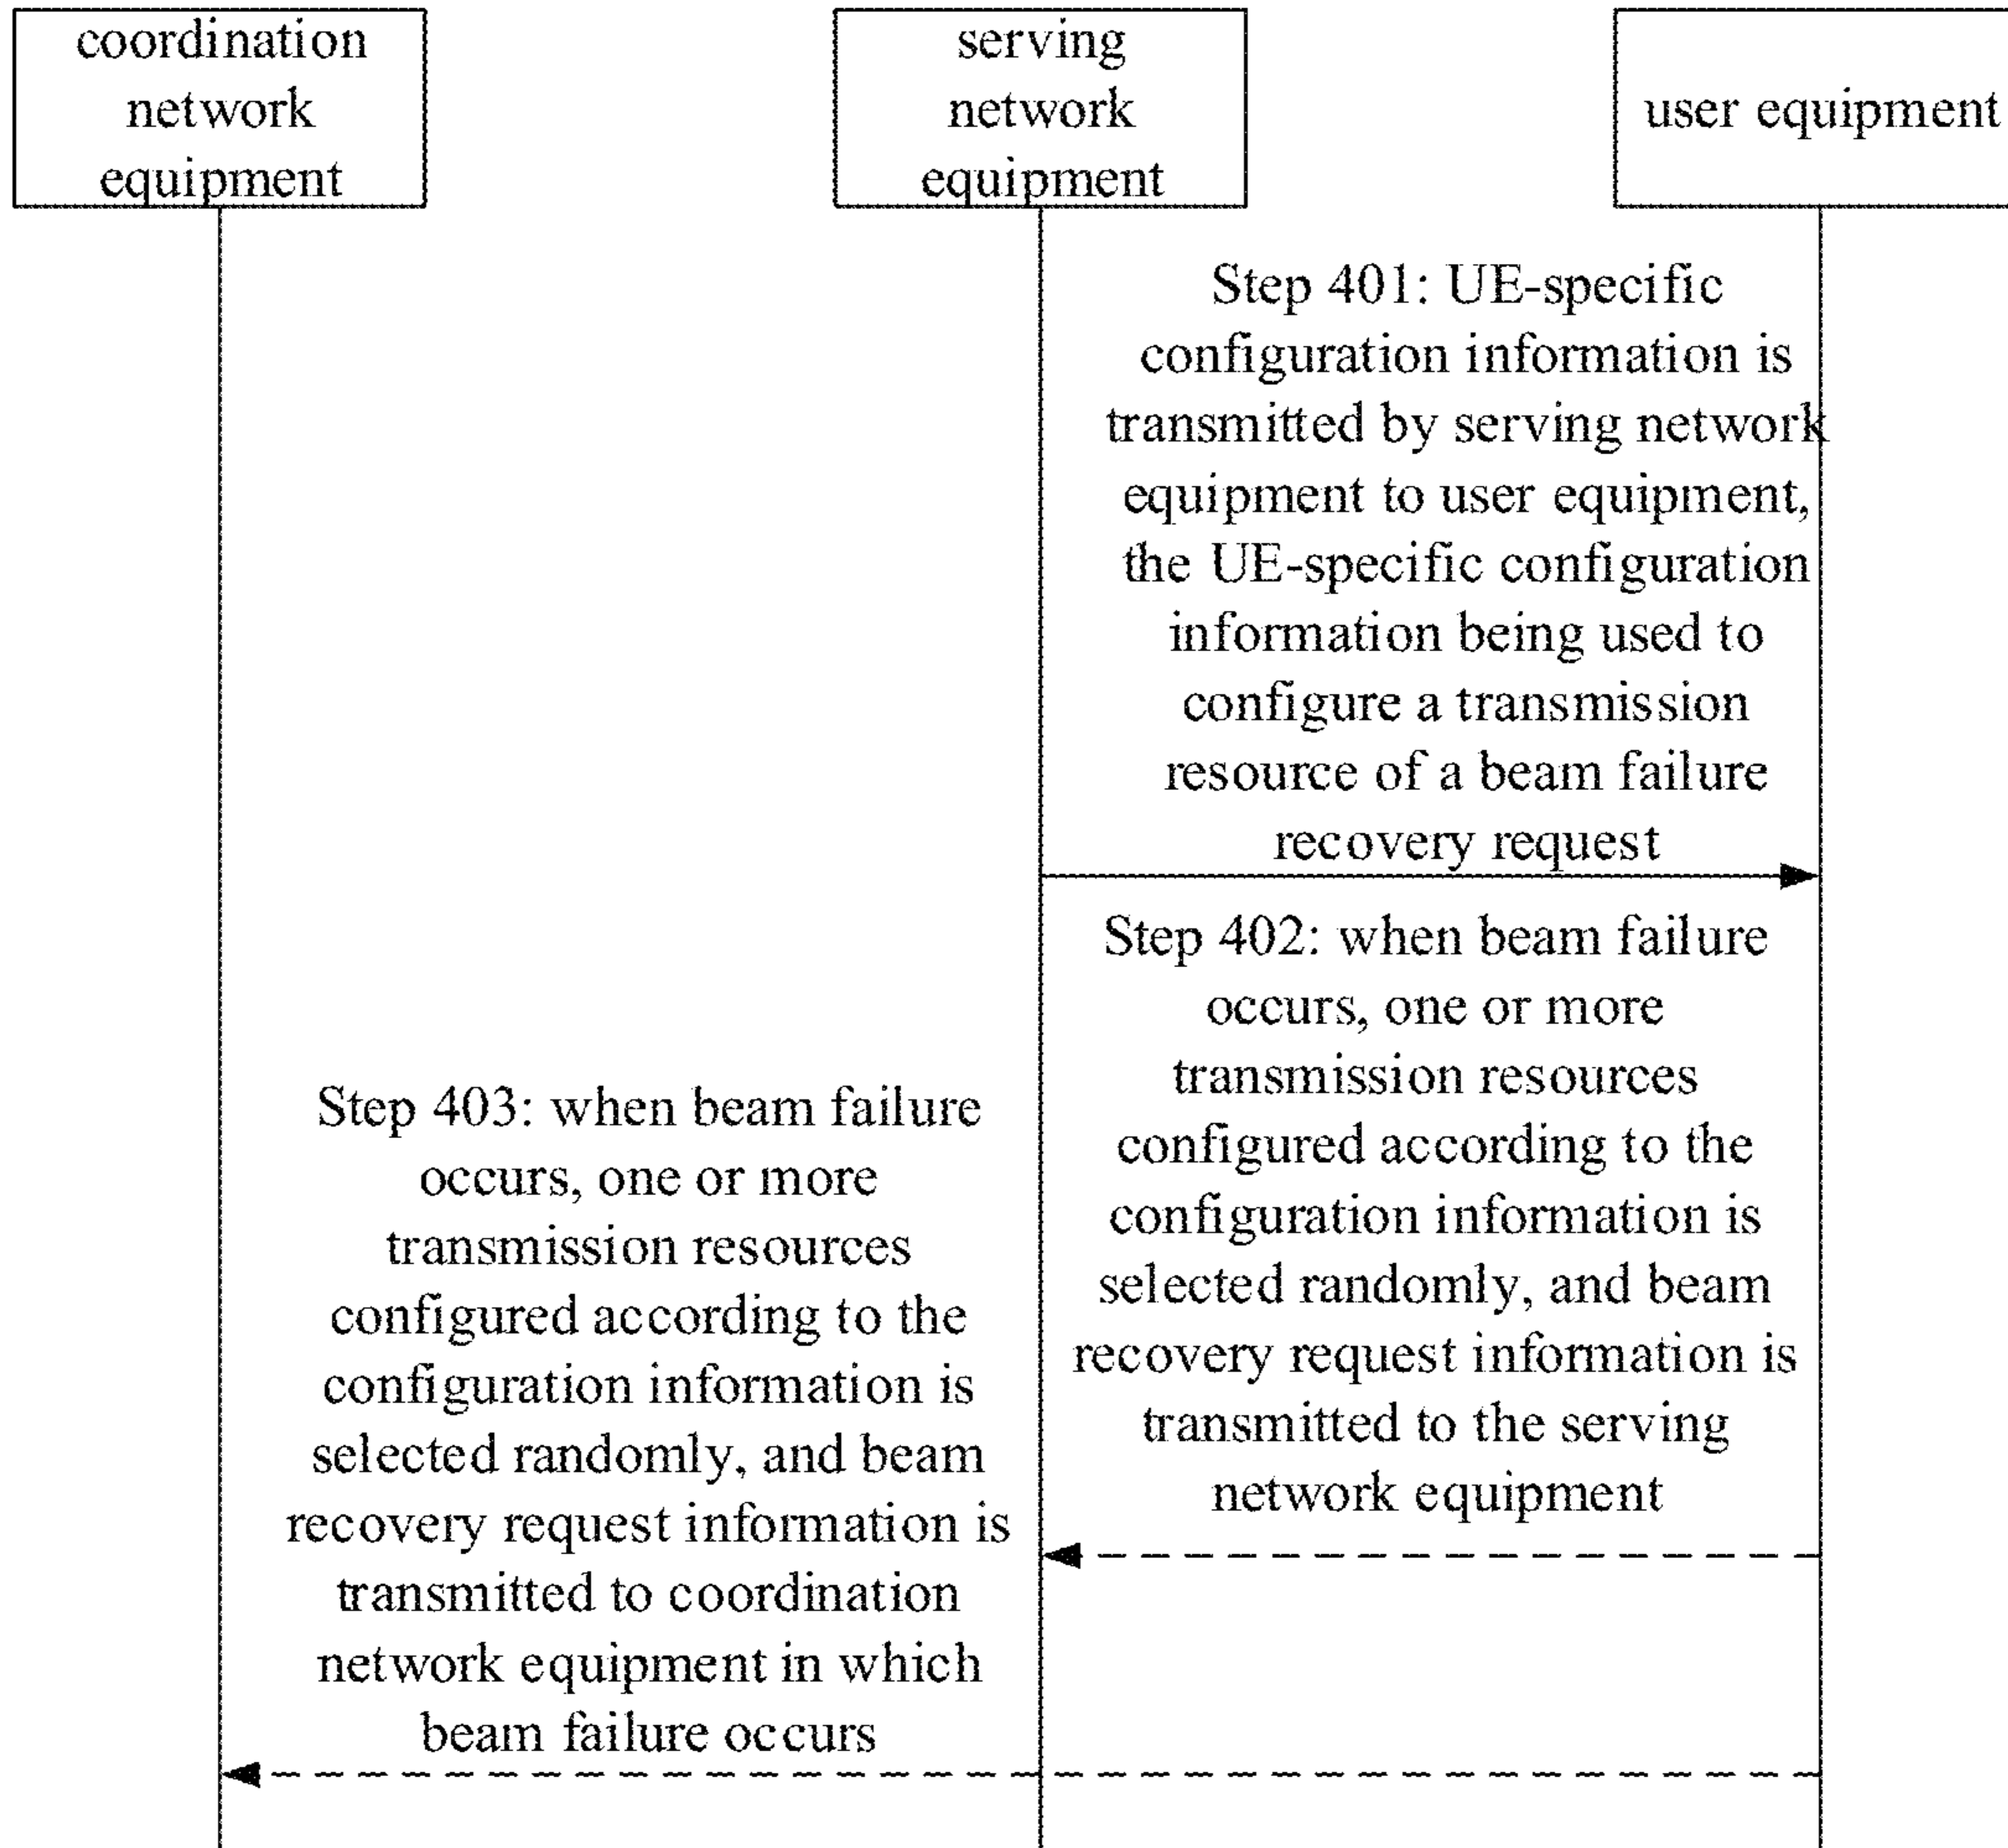 coordination
network
equipment
serving
network
equipment
user equipment
Step 401: UE-specific
configuration information is
transmitted by serving network
equipment to user equipment,
the UE-specific configuration
information being used to
configure a transmission
resource of a beam failure
recovery request
Step 402: when beam failure
occurs, one or more
transmission resources
configured according to the
configuration information is
selected randomly, and beam
recovery request information is
transmitted to the serving
network equipment
Step 403: when beam failure
occurs, one or more
transmission resources
configured according to the
configuration information is
selected randomly, and beam
recovery request information is
transmitted to coordination
network equipment in which
beam failure occurs